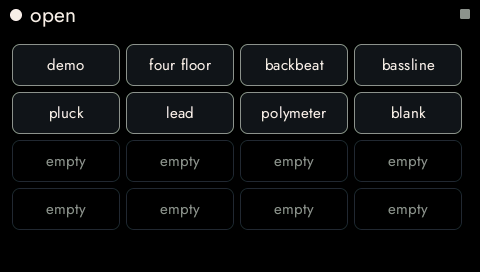 open
demo four floor backbeat bassline
pluck lead polymeter blank
empty empty empty empty
empty empty empty empty